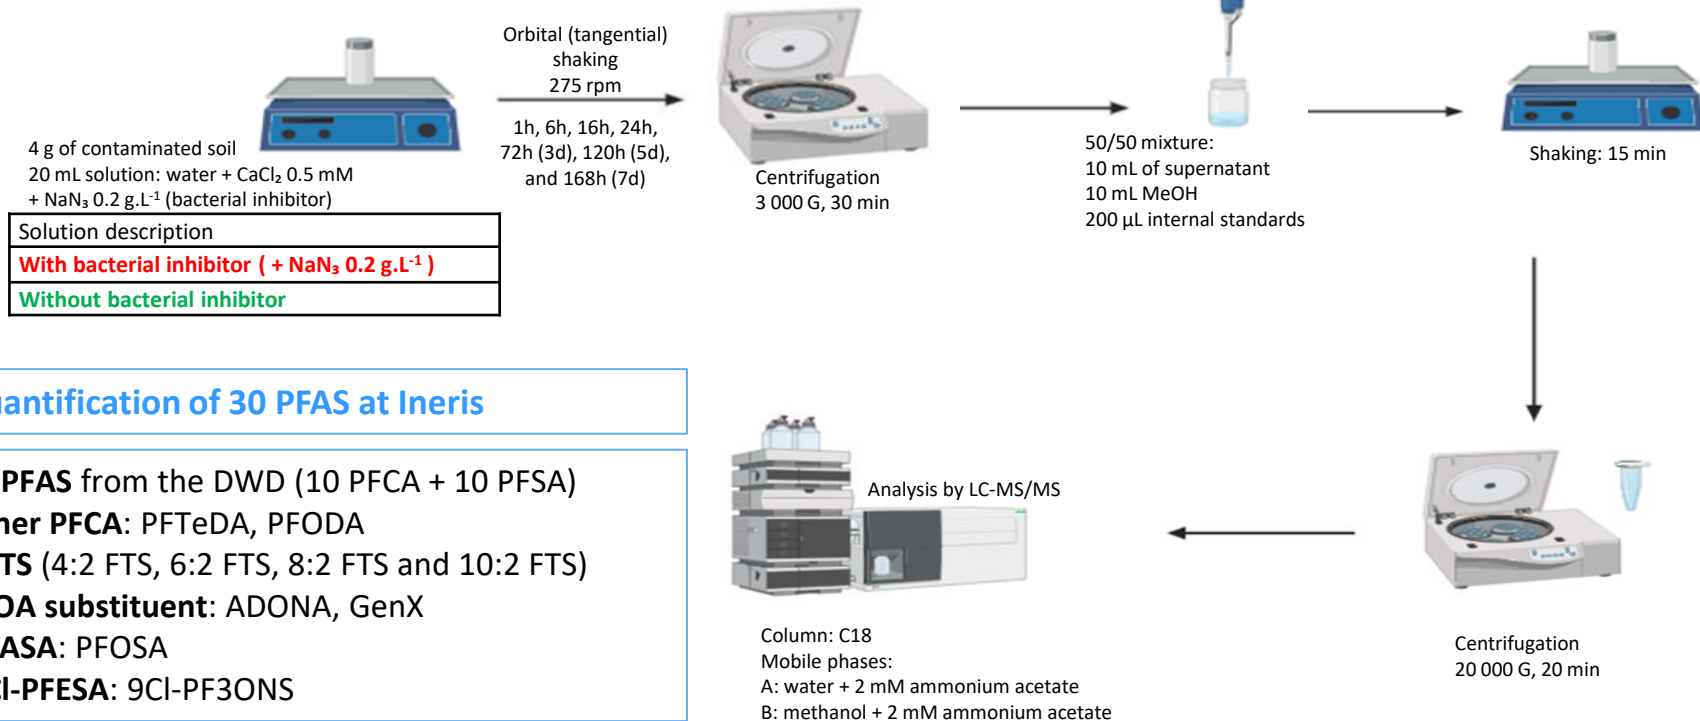 4 g of contaminated soil
20 mL solution: water + CaCl₂ 0.5 mM
+ NaN₃ 0.2 g.L⁻¹ (bacterial inhibitor)
Solution description
With bacterial inhibitor ( + NaN₃ 0.2 g.L⁻¹ )
Without bacterial inhibitor
Orbital (tangential)
shaking
275 rpm
1h, 6h, 16h, 24h,
72h (3d), 120h (5d),
and 168h (7d)
Centrifugation
3 000 G, 30 min
50/50 mixture:
10 mL of supernatant
10 mL MeOH
200 µL internal standards
Shaking: 15 min
Centrifugation
20 000 G, 20 min
Analysis by LC-MS/MS
Column: C18
Mobile phases:
A: water + 2 mM ammonium acetate
B: methanol + 2 mM ammonium acetate
uantification of 30 PFAS at Ineris
PFAS from the DWD (10 PFCA + 10 PFSA)
her PFCA: PFTeDA, PFODA
TS (4:2 FTS, 6:2 FTS, 8:2 FTS and 10:2 FTS)
OA substituent: ADONA, GenX
ASA: PFOSA
Cl-PFESA: 9Cl-PF3ONS